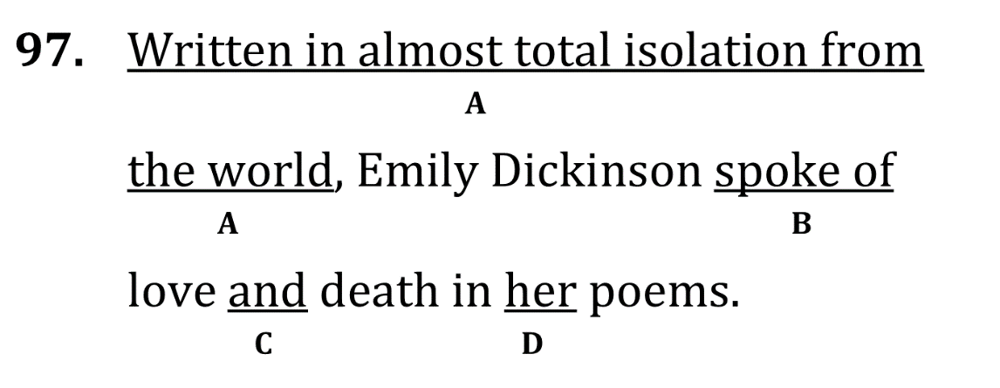 97. Written in almost total isolation from
A
the world, Emily Dickinson spoke of
A B
love and death in her poems.
C D